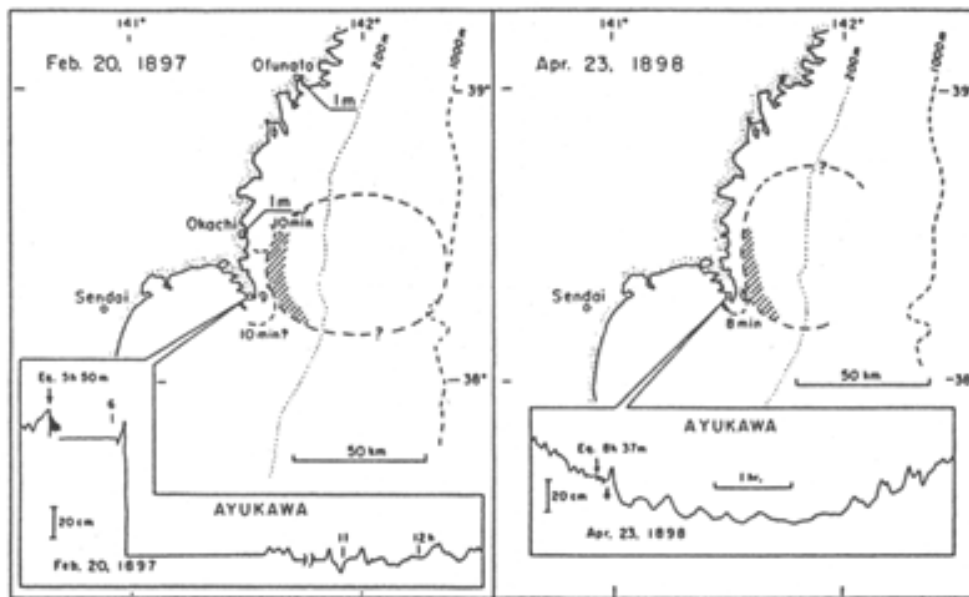 141°
142°
Feb. 20, 1897
Ofunato
1m
200m
1000m
39°
1m
Okachi
10min
Sendai
10min?
?
38°
Eq. 5h 50m
6
50 km
20cm
AYUKAWA
11
12h
Feb. 20, 1897
141°
142°
Apr. 23, 1898
200m
1000m
39°
?
Sendai
8min
38°
50 km
AYUKAWA
Eq. 8h 37m
1 hr.
20 cm
Apr. 23, 1898